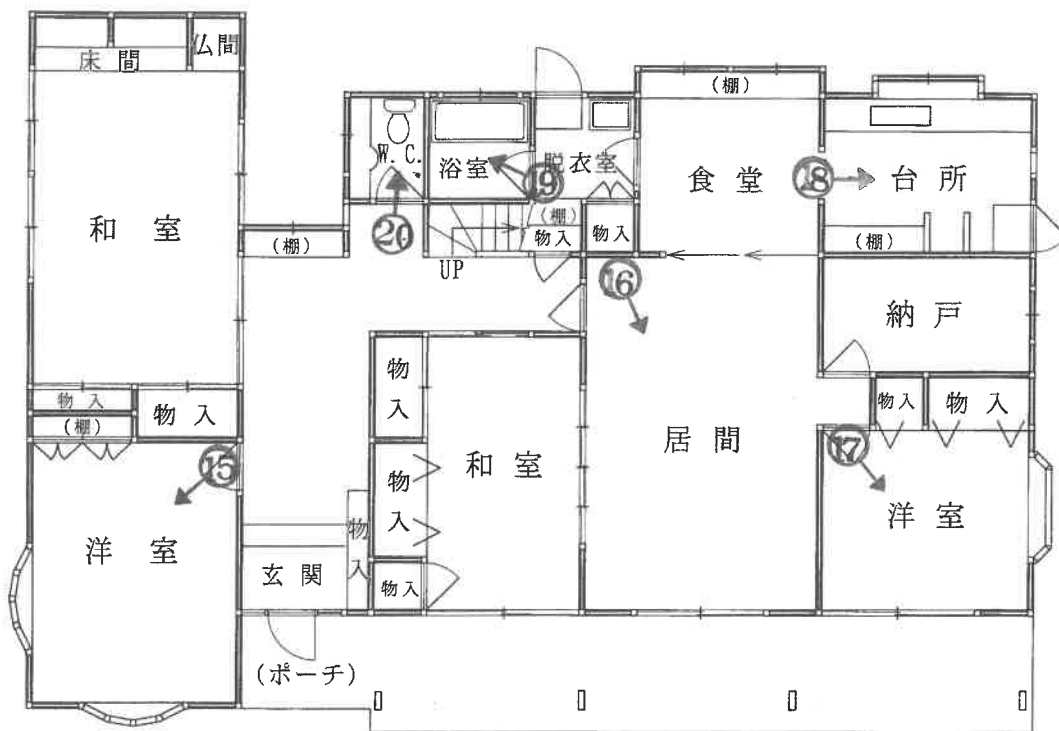 仏間
床間
(棚)
W.C.
浴室
脱衣室
⑲
食堂
⑱
台所
和室
⑳
(棚)
(棚)
物入
物入
(棚)
UP
⑯
納戸
物入
物入
物入
物入
物入
(棚)
⑮
和室
居間
⑰
物入
洋室
物入
洋室
玄関
物入
(ポーチ)